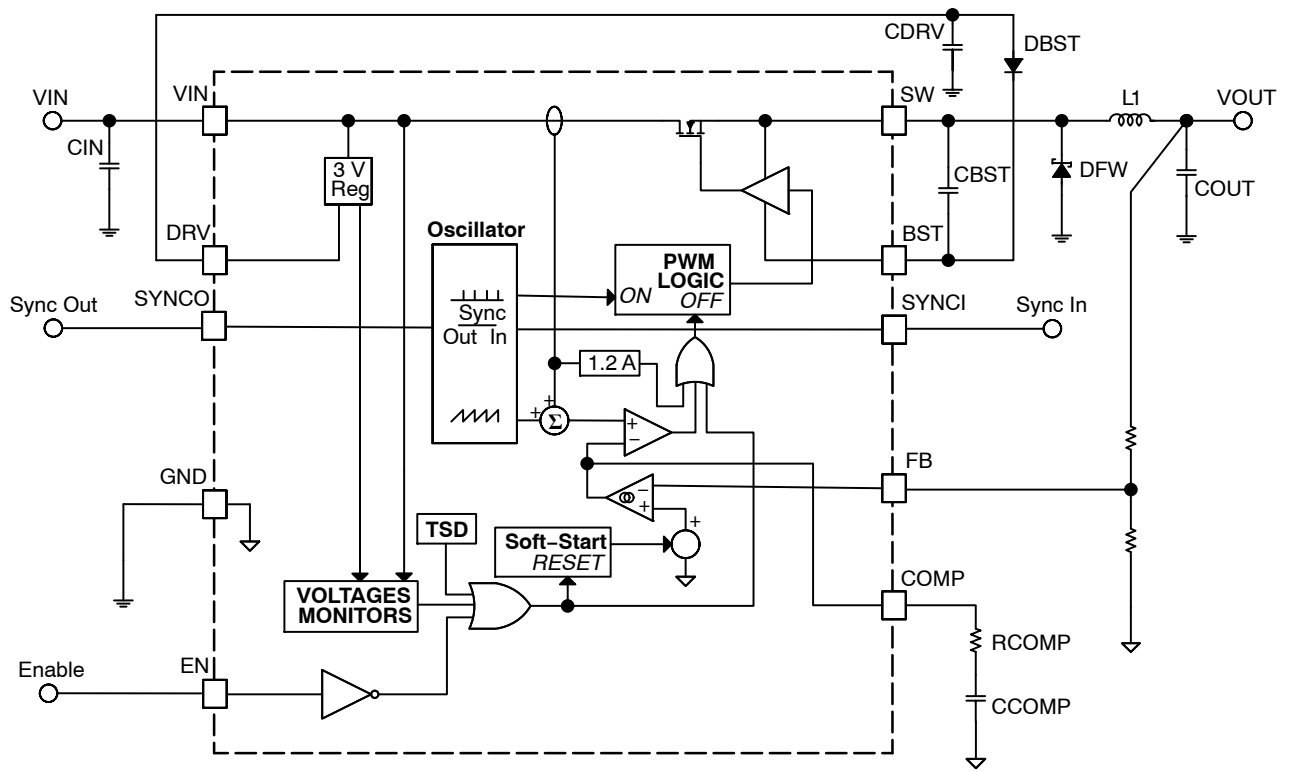 CDRV
DBST
VIN
VIN
SW
L1
VOUT
CIN
3 V
Reg
CBST
DFW
COUT
DRV
Oscillator
BST
PWM
LOGIC
ON
OFF
SYNCO
SYNCI
Sync Out
Sync In
Sync
Out In
1.2 A
+
+
Σ
+
−
FB
GND
−
+
+
TSD
Soft−Start
RESET
COMP
VOLTAGES
MONITORS
RCOMP
EN
Enable
CCOMP